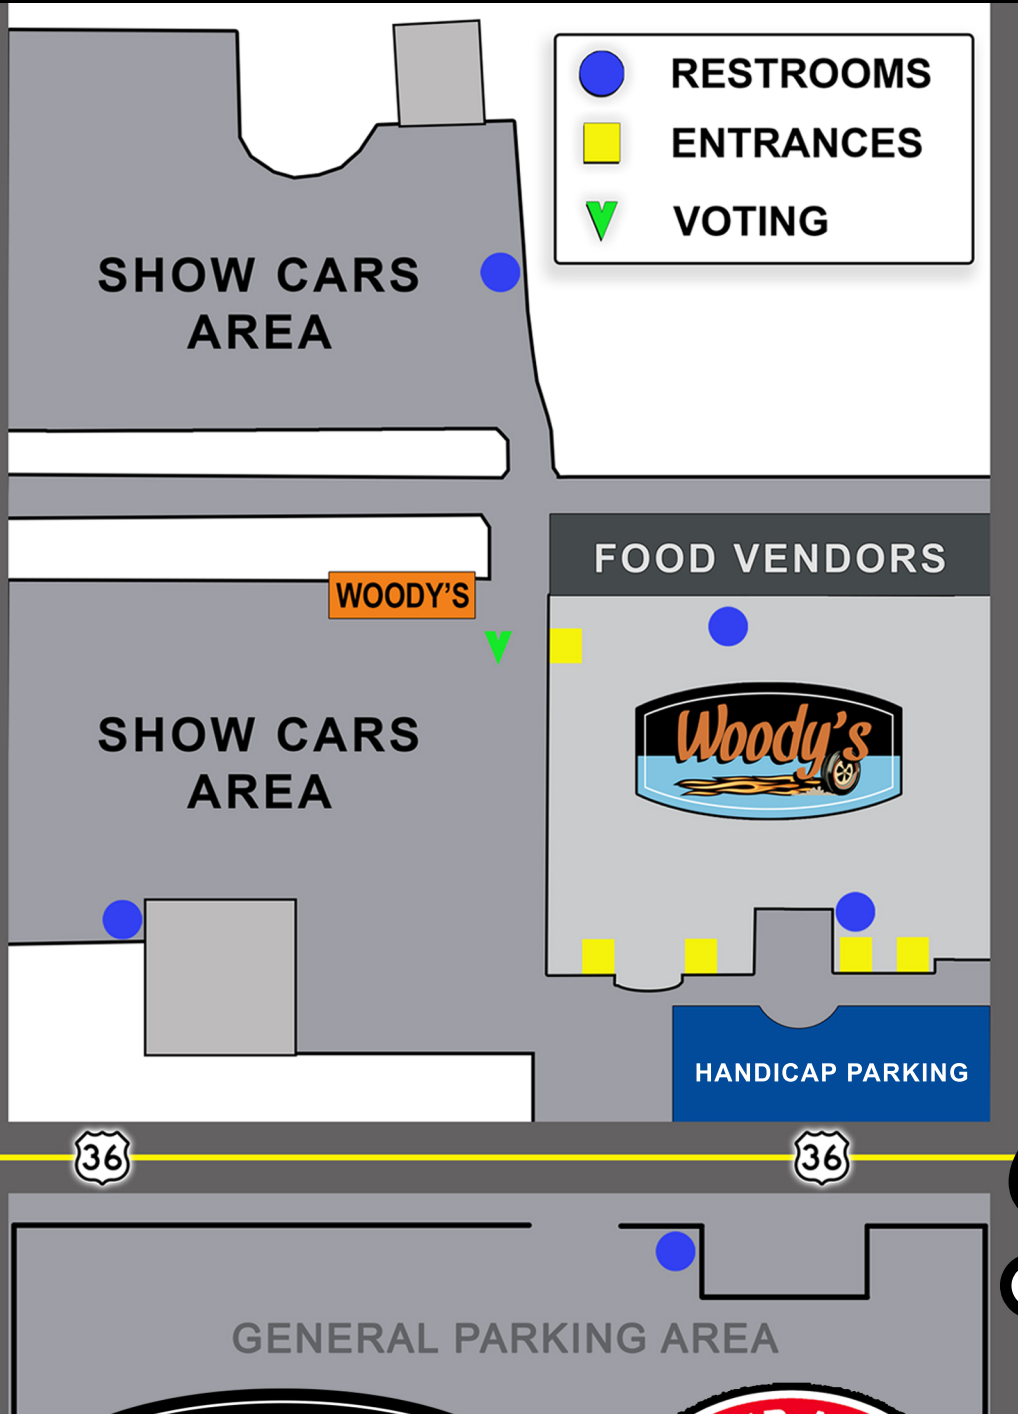 RESTROOMS
ENTRANCES
VOTING
SHOW CARS
AREA
FOOD VENDORS
WOODY'S
Woody's
SHOW CARS
AREA
HANDICAP PARKING
36
36
GENERAL PARKING AREA